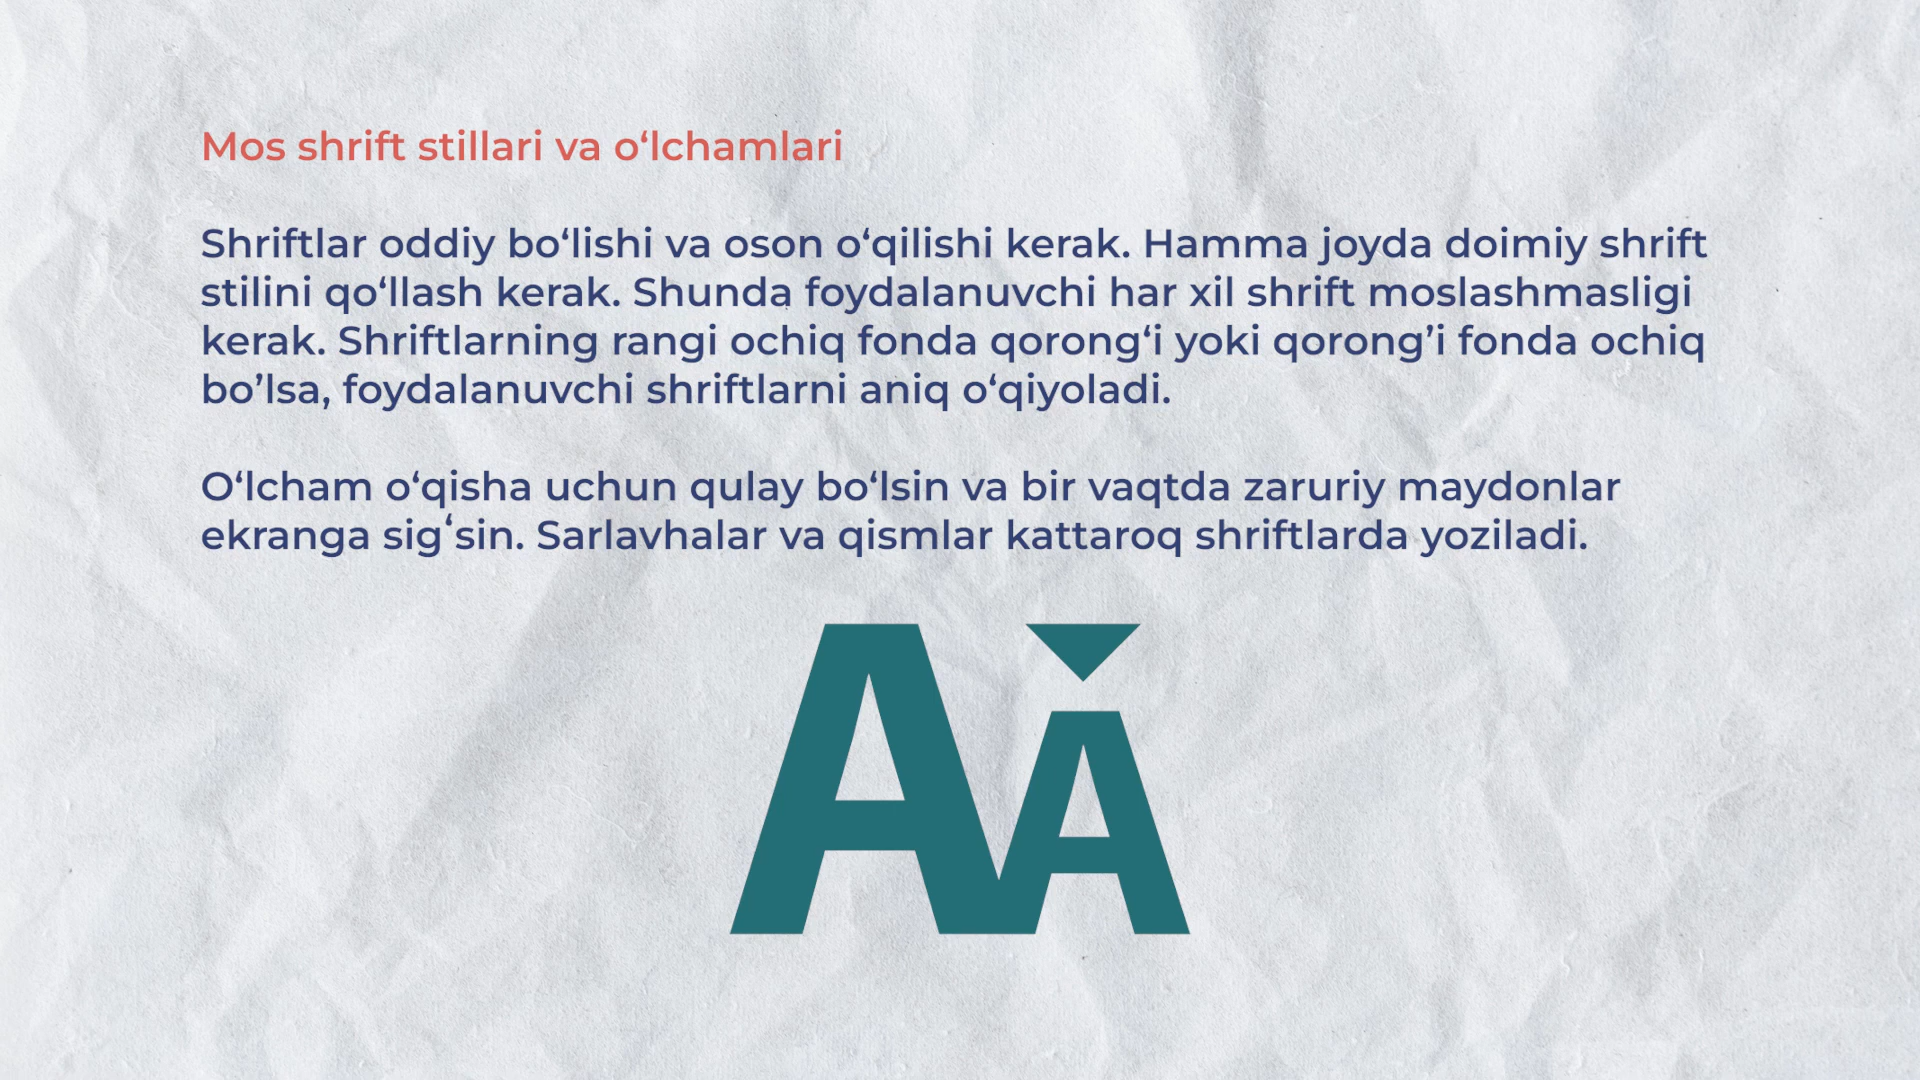 Mos shrift stillari va o‘lchamlari
Shriftlar oddiy bo‘lishi va oson o‘qilishi kerak. Hamma joyda doimiy shrift
stilini qo‘llash kerak. Shunda foydalanuvchi har xil shrift moslashmasligi
kerak. Shriftlarning rangi ochiq fonda qorong‘i yoki qorong’i fonda ochiq
bo’lsa, foydalanuvchi shriftlarni aniq o‘qiyoladi.
O‘lcham o‘qisha uchun qulay bo‘lsin va bir vaqtda zaruriy maydonlar
ekranga sig‘sin. Sarlavhalar va qismlar kattaroq shriftlarda yoziladi.
AA